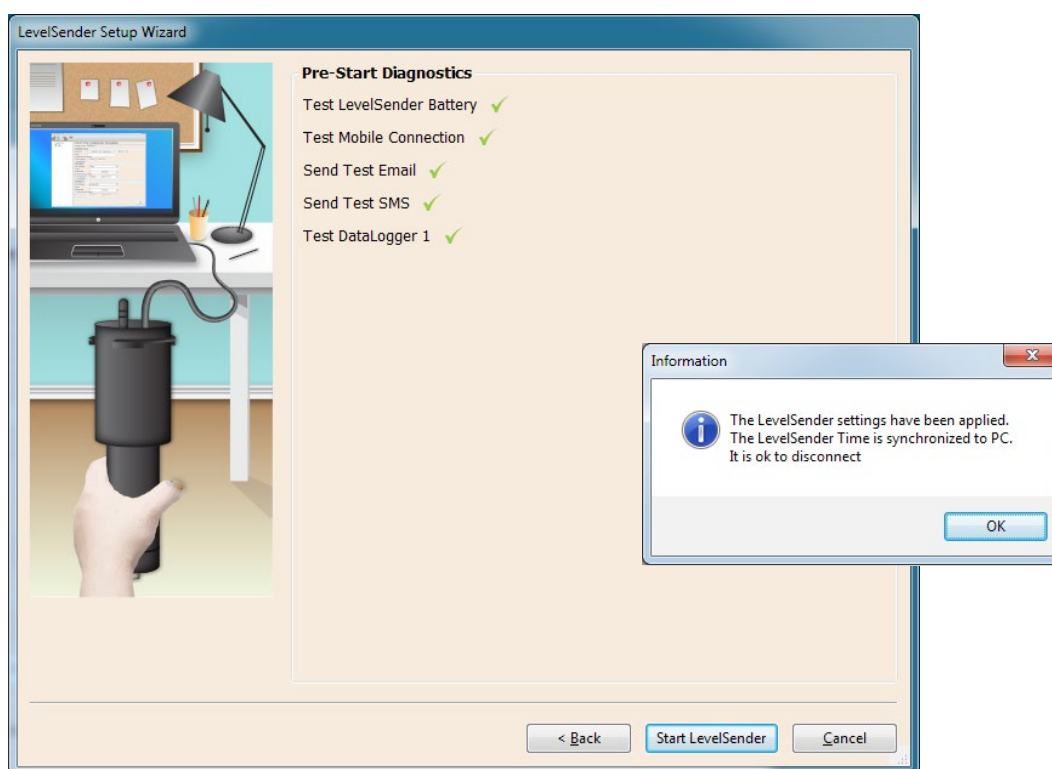 LevelSender Setup Wizard
Pre-Start Diagnostics
Test LevelSender Battery
Test Mobile Connection
Send Test Email
Send Test SMS
Test DataLogger 1
Information
The LevelSender settings have been applied.
The LevelSender Time is synchronized to PC.
It is ok to disconnect
OK
< Back
Start LevelSender
Cancel